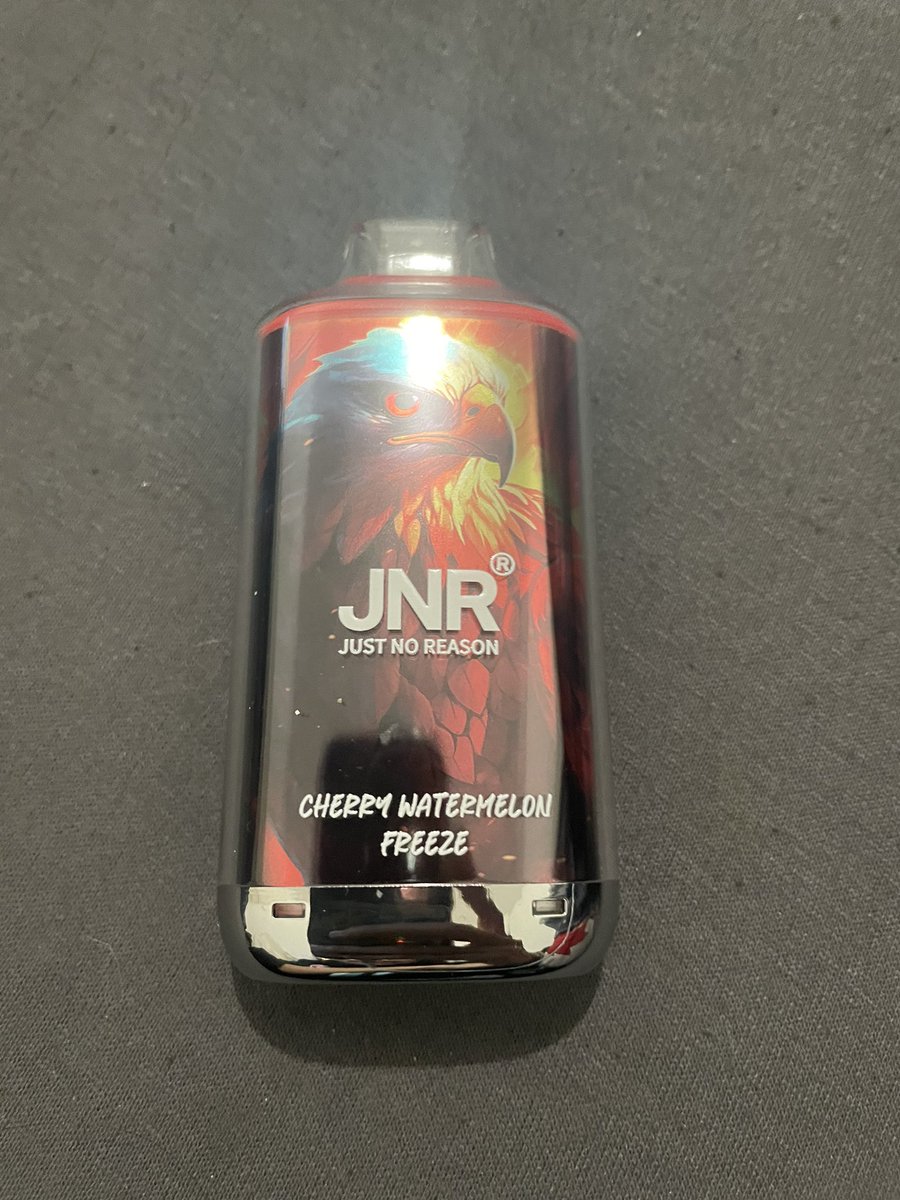 JNR®
JUST NO REASON
CHERRY WATERMELON
FREEZE